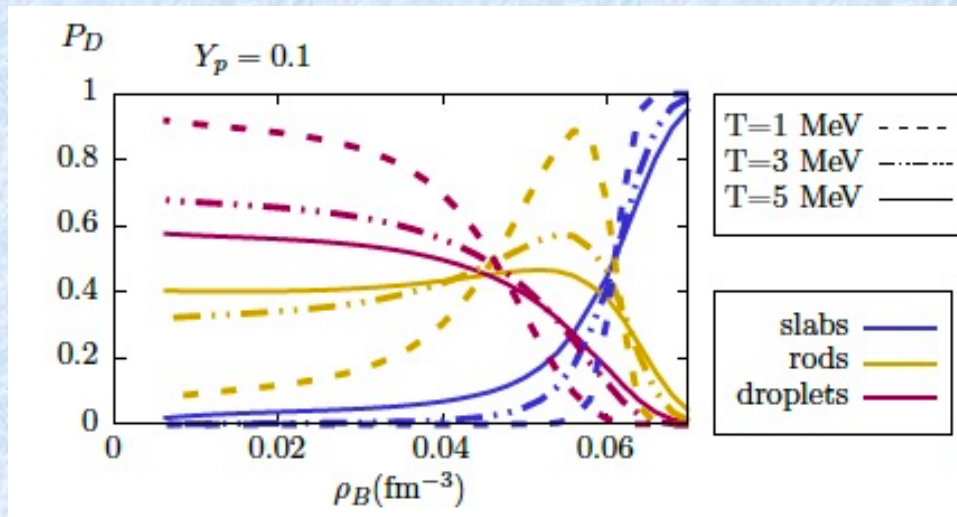 P_D
Y_p = 0.1
1
0.8
0.6
0.4
0.2
0
0 0.02 0.04 0.06
ρ_B(fm⁻³)
T=1 MeV
T=3 MeV
T=5 MeV
slabs
rods
droplets